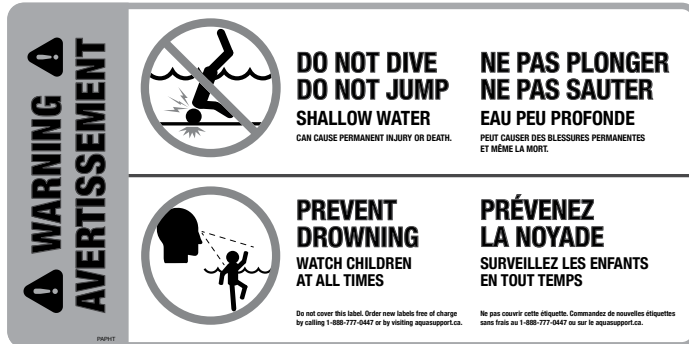 WARNING
AVERTISSEMENT
DO NOT DIVE
DO NOT JUMP
SHALLOW WATER
CAN CAUSE PERMANENT INJURY OR DEATH.
NE PAS PLONGER
NE PAS SAUTER
EAU PEU PROFONDE
PEUT CAUSER DES BLESSURES PERMANENTES
ET MÊME LA MORT.
PREVENT
DROWNING
WATCH CHILDREN
AT ALL TIMES
Do not cover this label. Order new labels free of charge
by calling 1-888-777-0447 or by visiting aquasupport.ca.
PRÉVENEZ
LA NOYADE
SURVEILLEZ LES ENFANTS
EN TOUT TEMPS
Ne pas couvrir cette étiquette. Commandez de nouvelles étiquettes
sans frais au 1-888-777-0447 ou sur le aquasupport.ca.
PAPHT